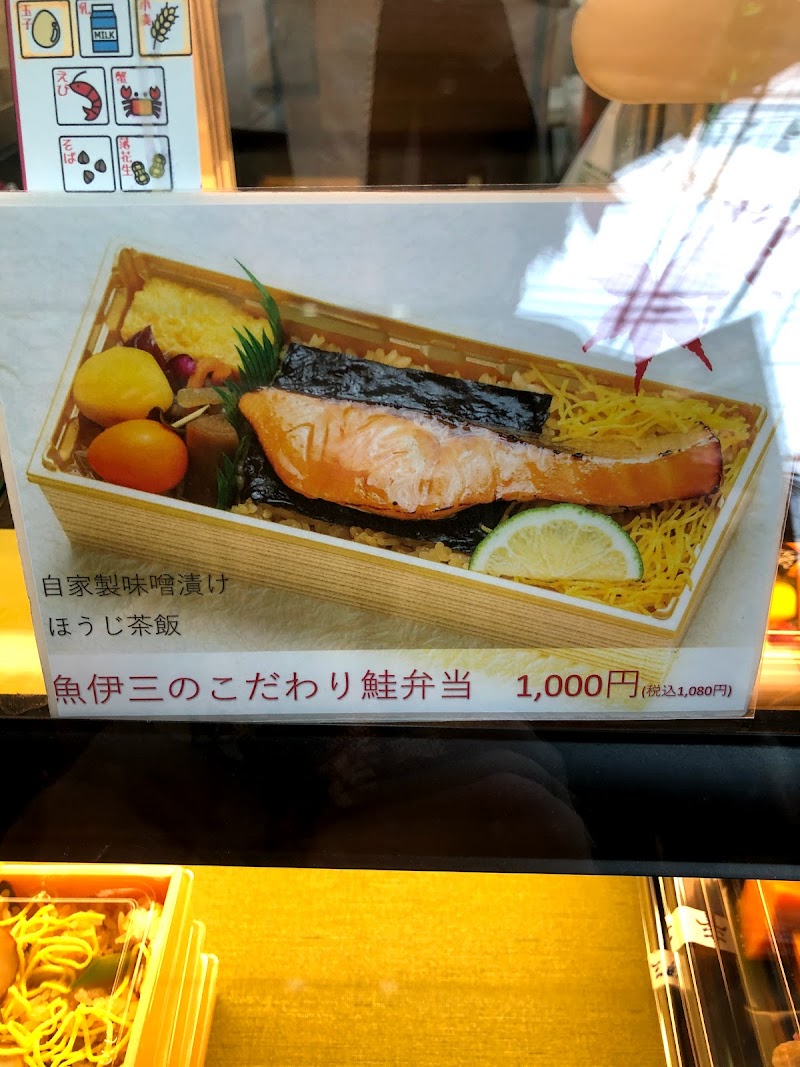 玉子
乳
小麦
MILK
えび
蟹
そば
落花生
自家製味噌漬け
ほうじ茶飯
魚伊三のこだわり鮭弁当 1,000円(税込1,080円)